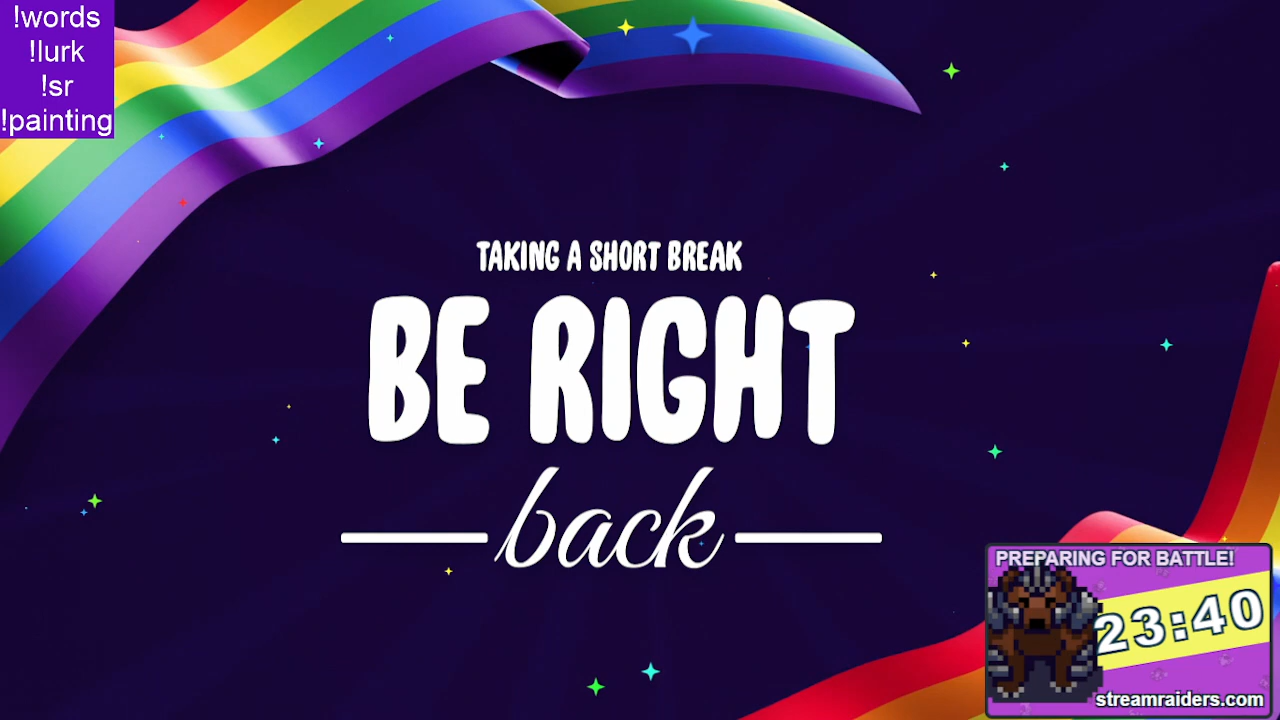 !words
!lurk
!sr
!painting
TAKING A SHORT BREAK
BE RIGHT
back
PREPARING FOR BATTLE!
23:40
streamraiders.com